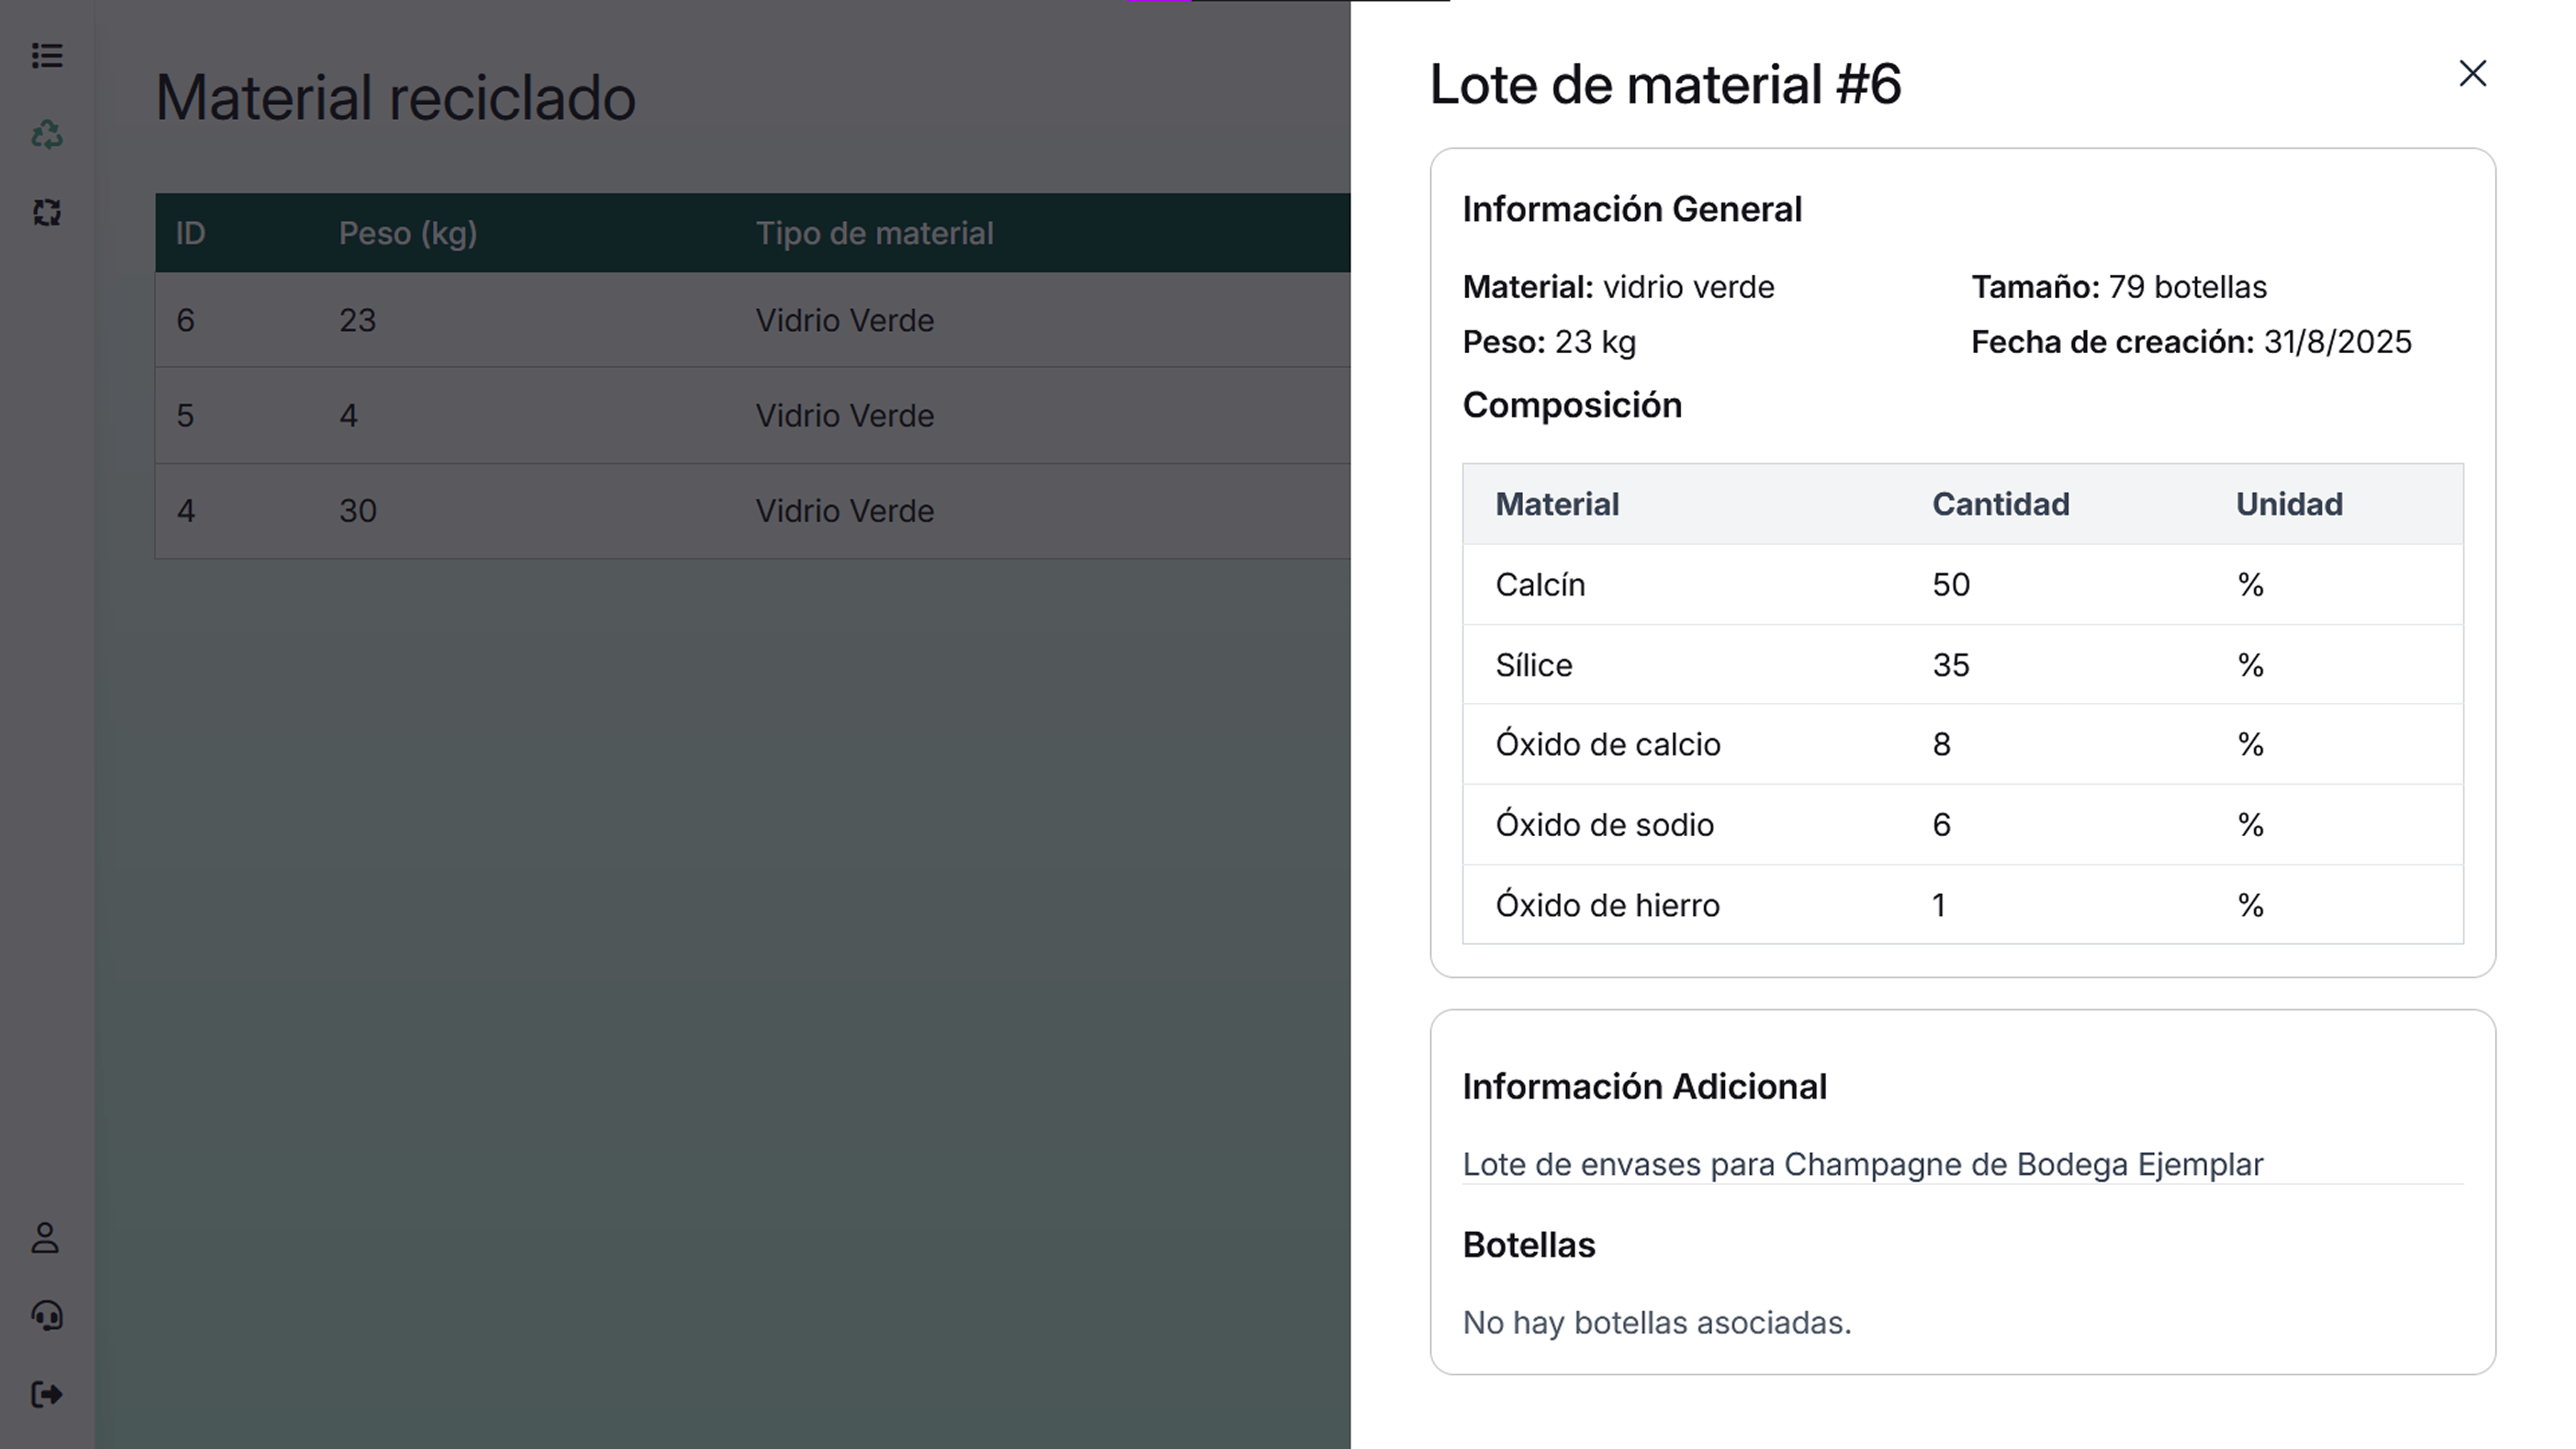 Material reciclado
ID Peso (kg) Tipo de material
6 23 Vidrio Verde
5 4 Vidrio Verde
4 30 Vidrio Verde
Lote de material #6
Información General
Material: vidrio verde Tamaño: 79 botellas
Peso: 23 kg Fecha de creación: 31/8/2025
Composición
Material Cantidad Unidad
Calcín 50 %
Sílice 35 %
Óxido de calcio 8 %
Óxido de sodio 6 %
Óxido de hierro 1 %
Información Adicional
Lote de envases para Champagne de Bodega Ejemplar
Botellas
No hay botellas asociadas.